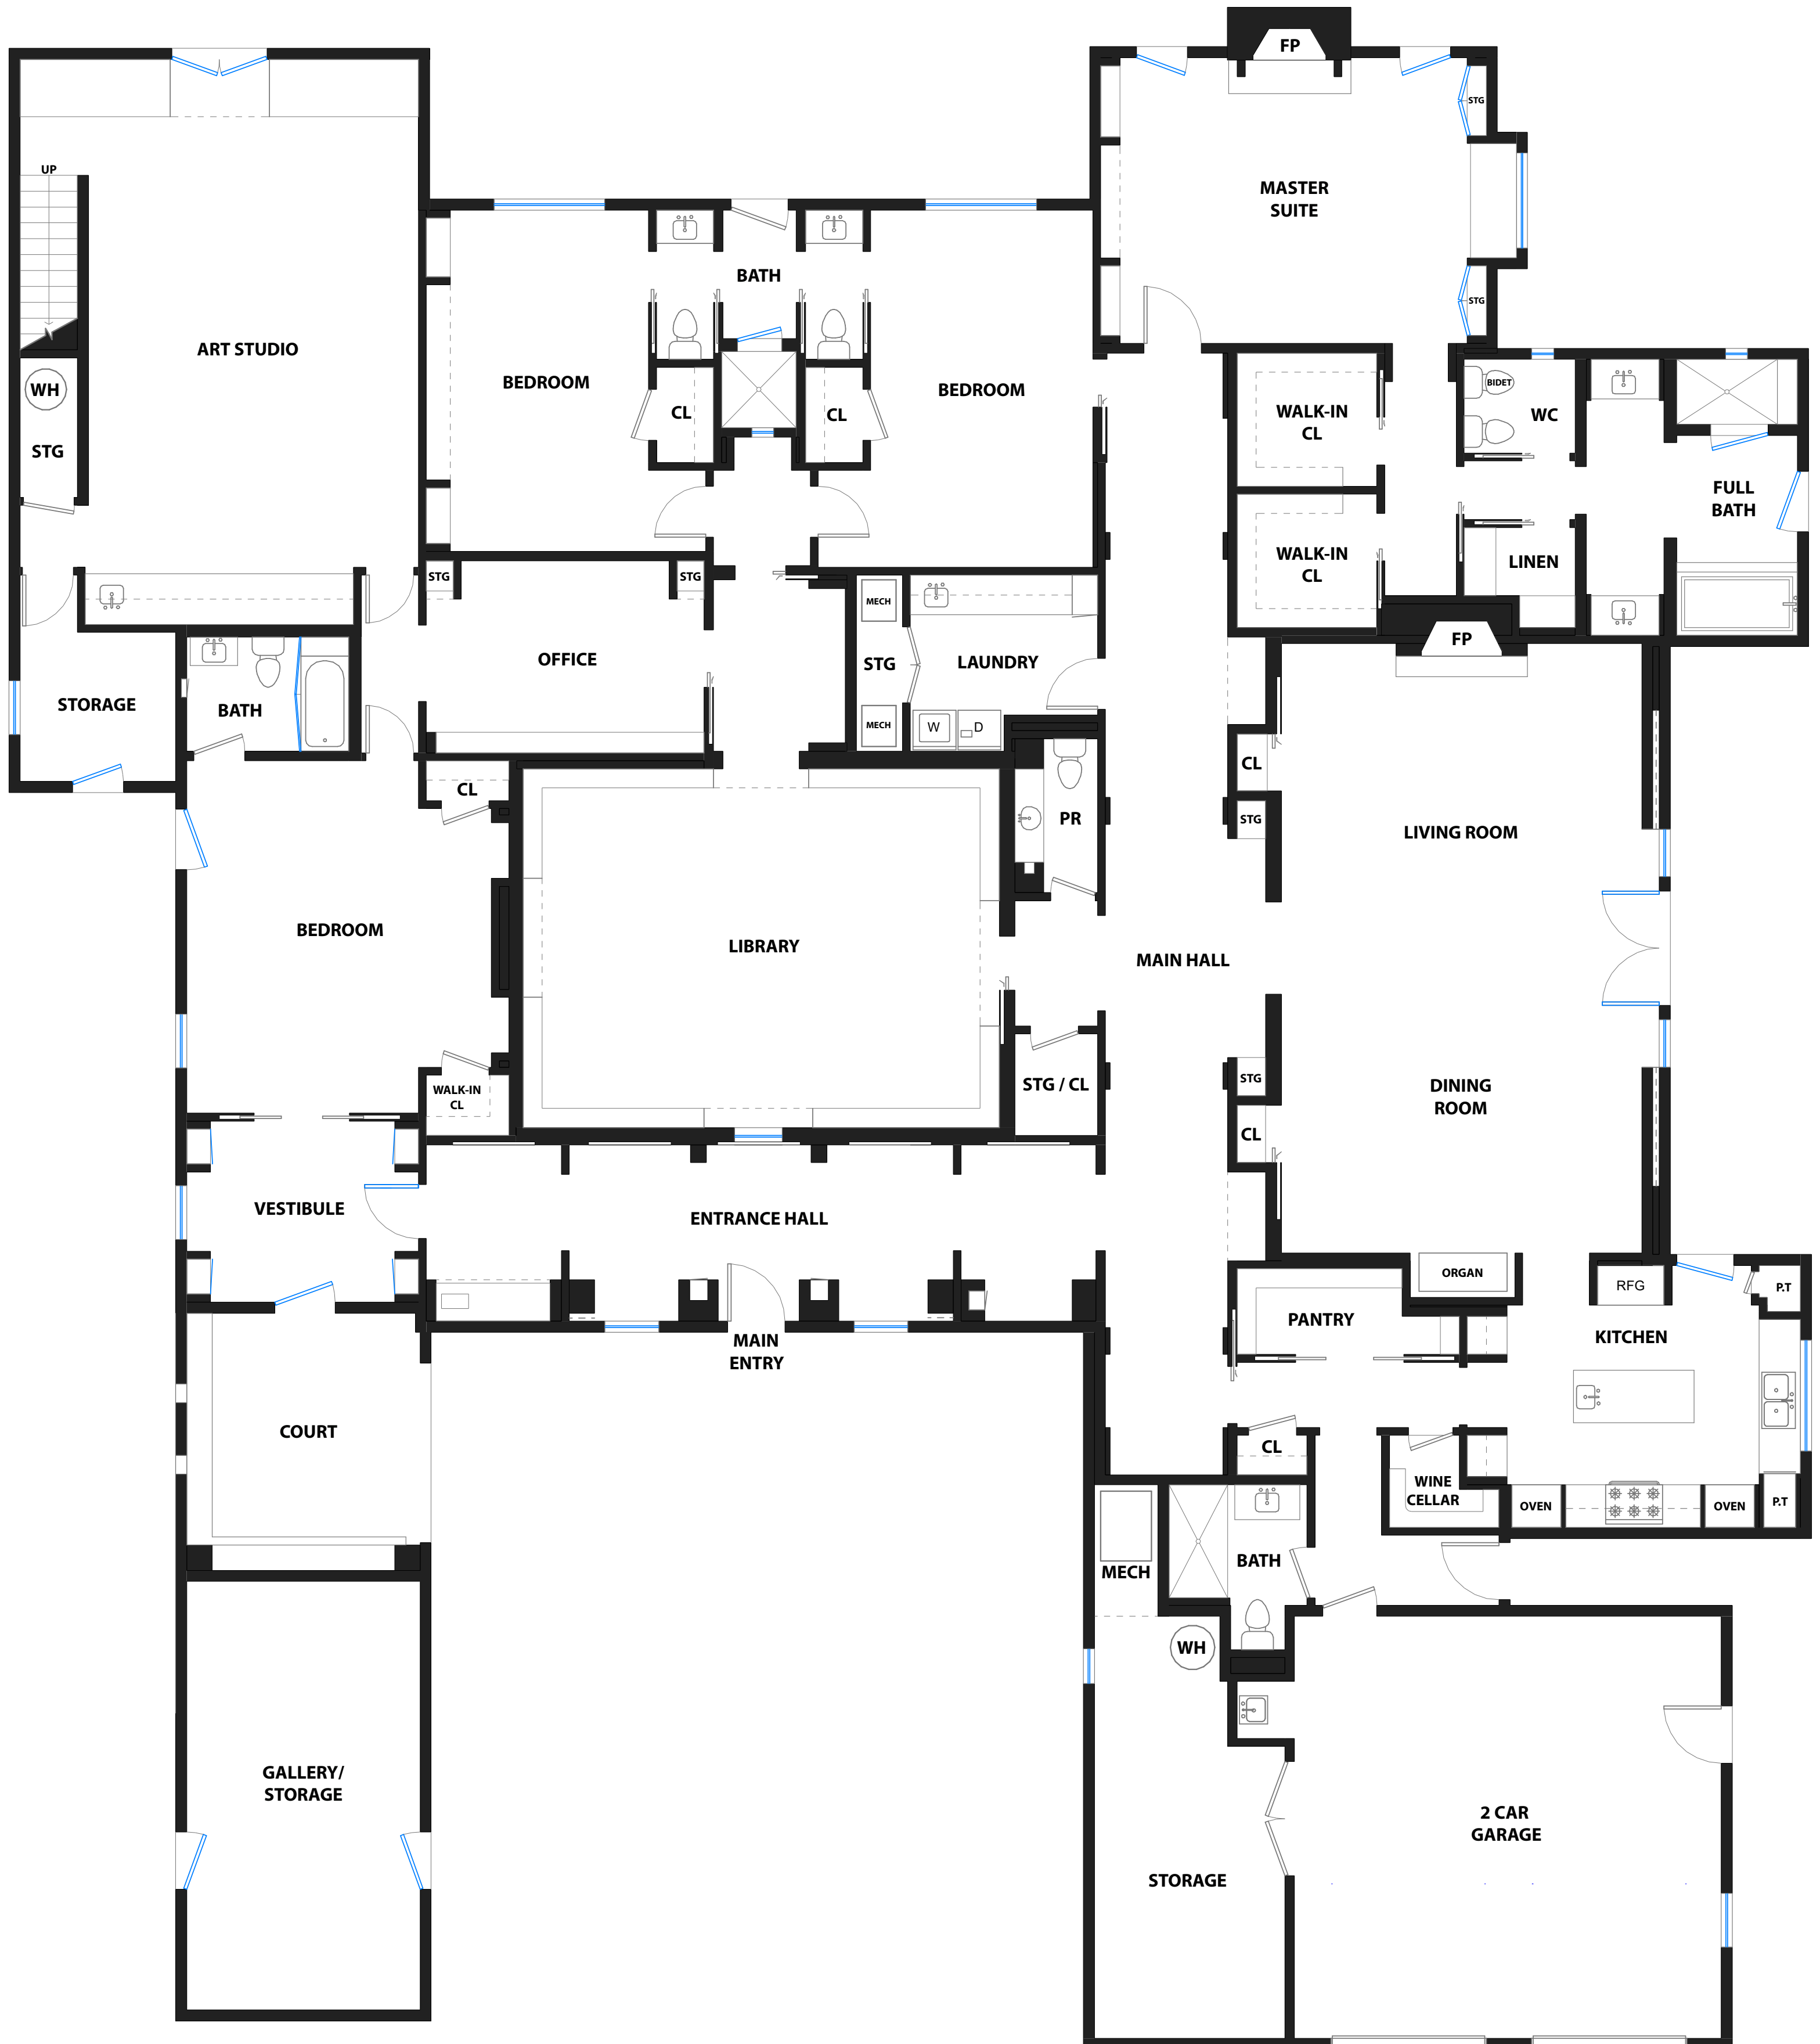 FP
STG
MASTER
SUITE
STG
UP
ART STUDIO
WH
STG
BATH
BEDROOM
CL
CL
BEDROOM
WALK-IN
CL
BIDET
WC
FULL
BATH
WALK-IN
CL
LINEN
STG
STG
MECH
OFFICE
STG
LAUNDRY
MECH
W
D
FP
STORAGE
BATH
CL
CL
STG
PR
LIVING ROOM
BEDROOM
LIBRARY
MAIN HALL
WALK-IN
CL
STG / CL
STG
DINING
ROOM
CL
VESTIBULE
ENTRANCE HALL
ORGAN
RFG
P.T
MAIN
ENTRY
PANTRY
KITCHEN
COURT
CL
WINE
CELLAR
OVEN
OVEN
P.T
MECH
BATH
WH
GALLERY/
STORAGE
2 CAR
GARAGE
STORAGE